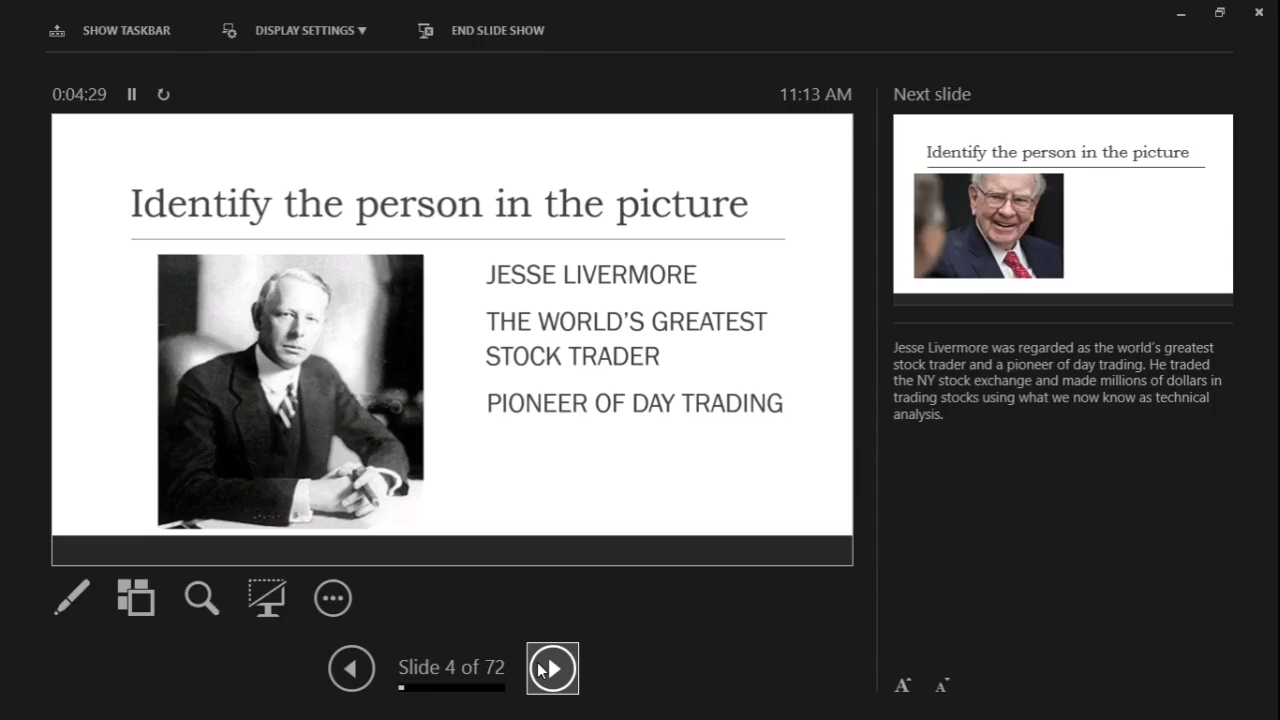 SHOW TASKBAR
DISPLAY SETTINGS ▼
END SLIDE SHOW
0:04:29
11:13 AM
Identify the person in the picture
JESSE LIVERMORE
THE WORLD'S GREATEST
STOCK TRADER
PIONEER OF DAY TRADING
Slide 4 of 72
Next slide
Identify the person in the picture
Jesse Livermore was regarded as the world's greatest
stock trader and a pioneer of day trading. He traded
the NY stock exchange and made millions of dollars in
trading stocks using what we now know as technical
analysis.
A A